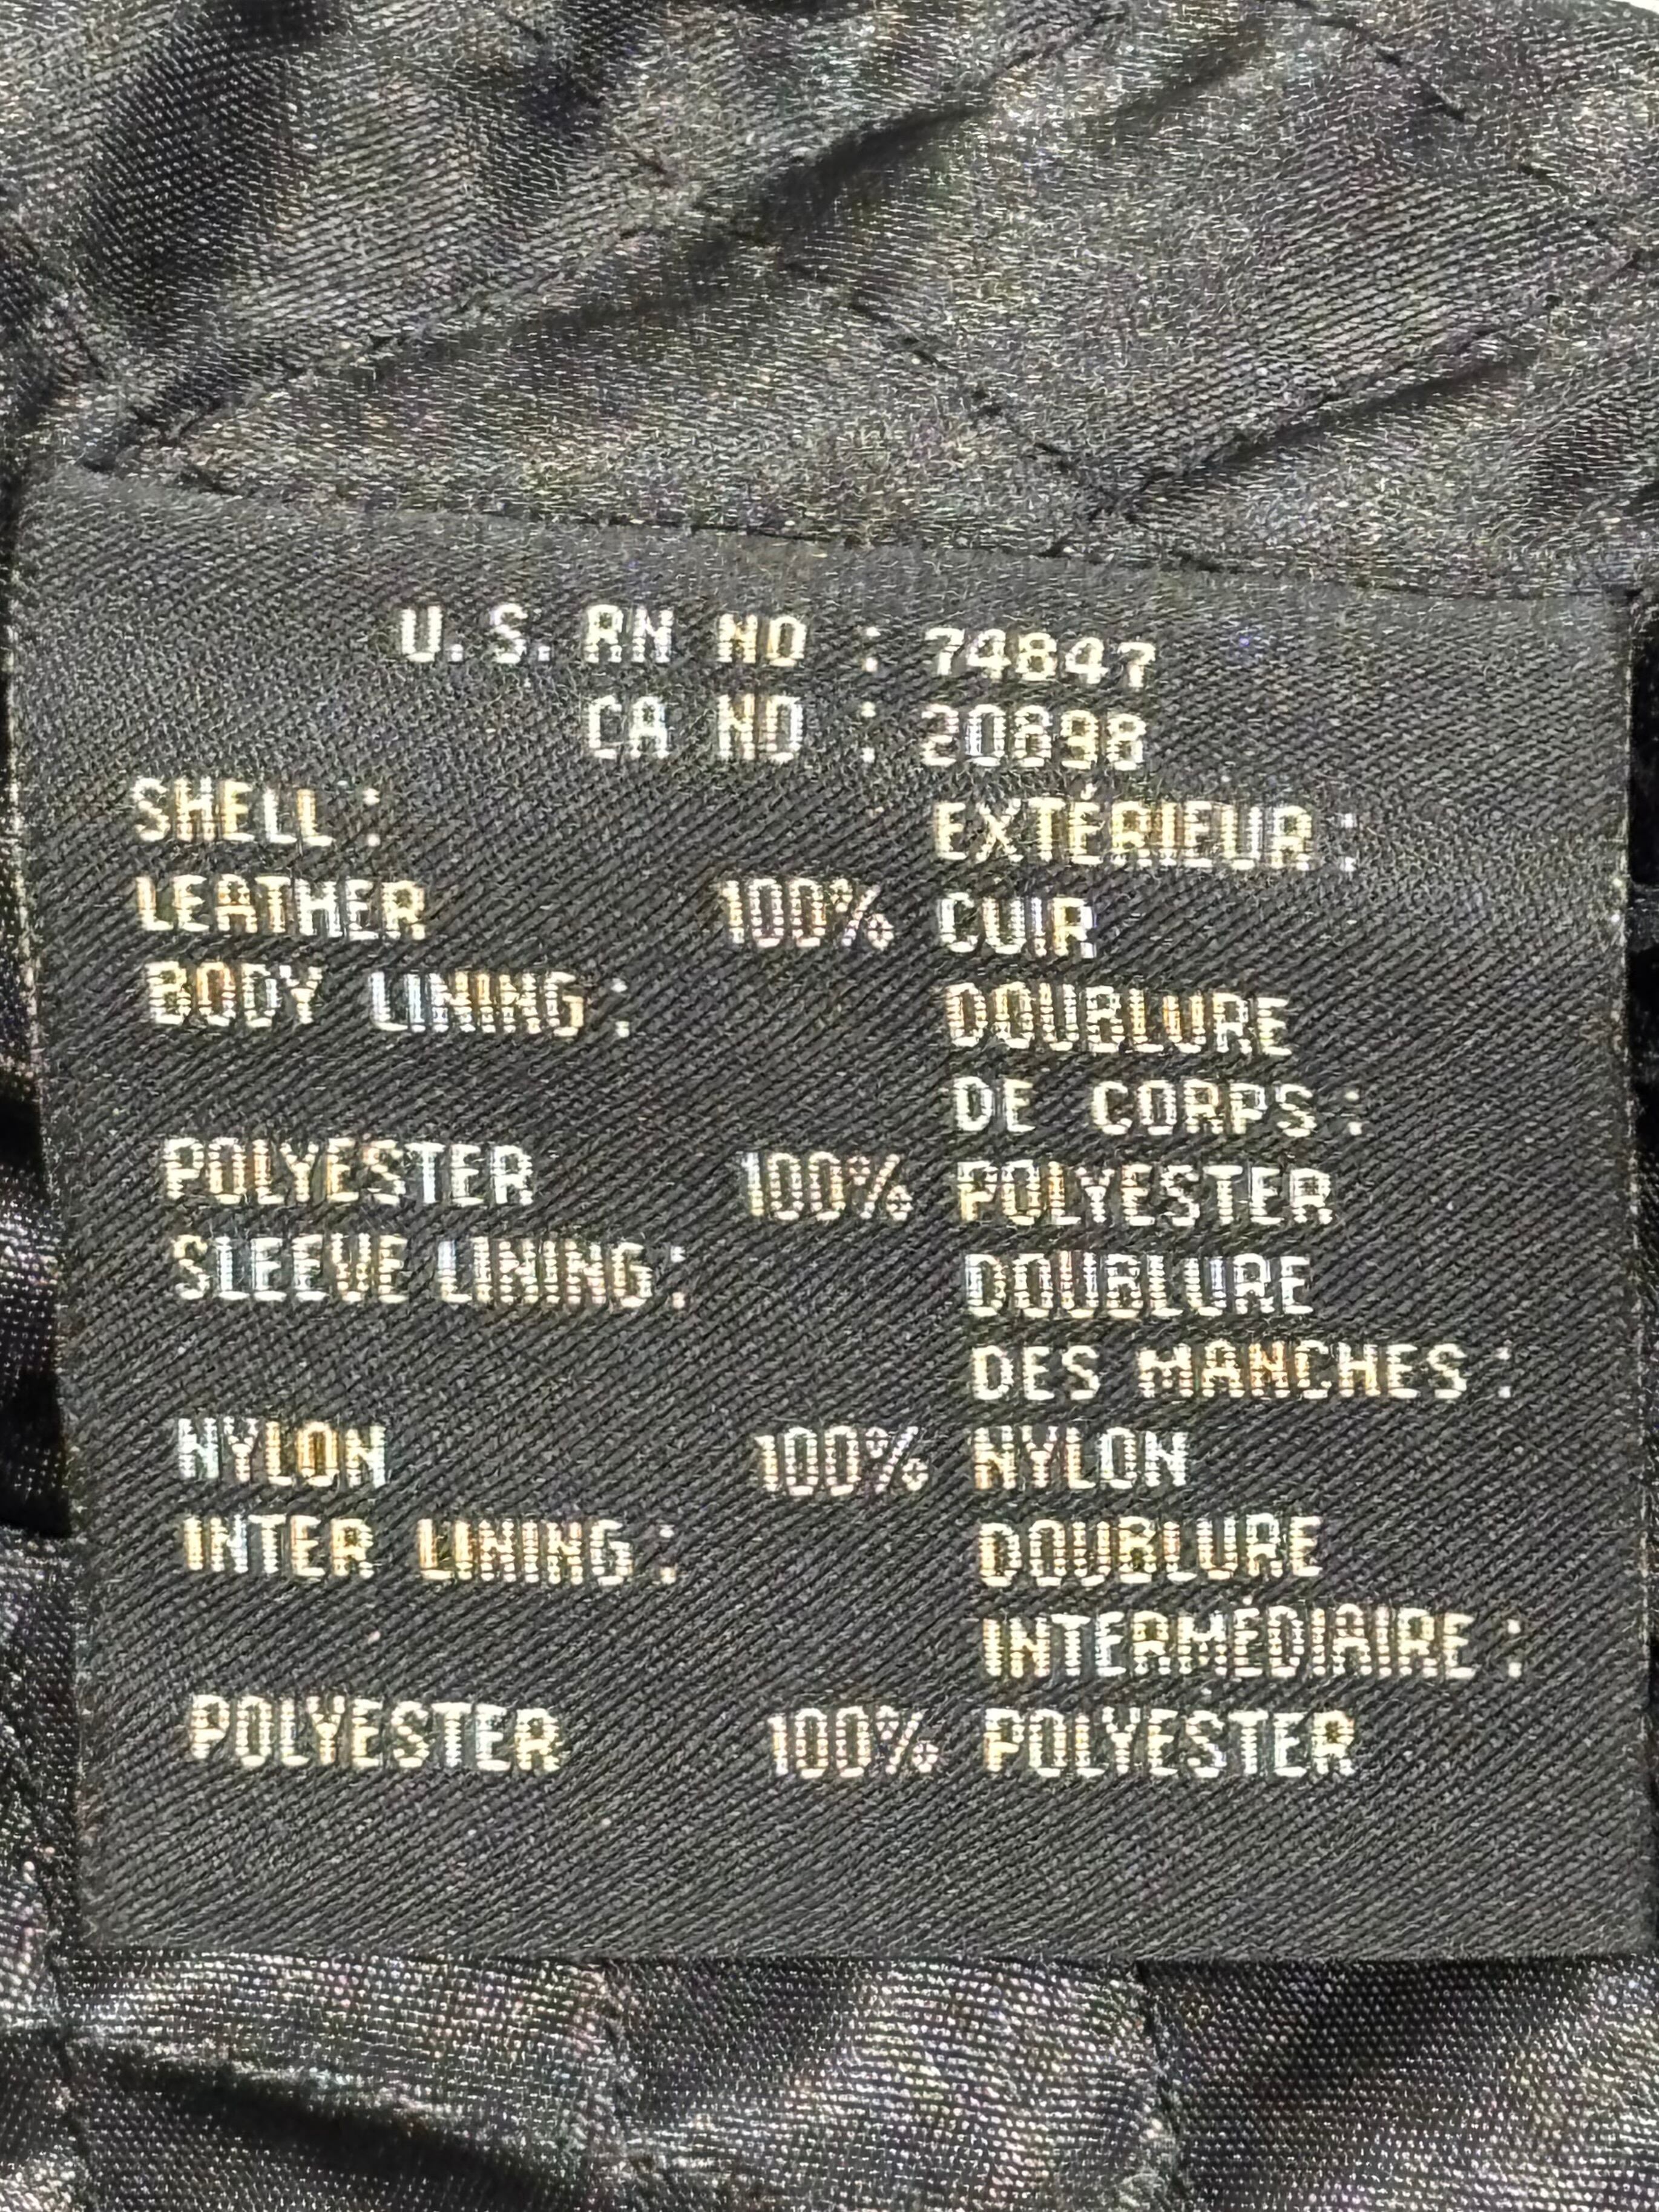 U.S. RN NO : 74847
CA NO : 20898
SHELL : EXTÉRIEUR :
LEATHER 100% CUIR
BODY LINING : DOUBLURE
DE CORPS :
POLYESTER 100% POLYESTER
SLEEVE LINING : DOUBLURE
DES MANCHES :
NYLON 100% NYLON
INTER LINING : DOUBLURE
INTERMÉDIAIRE :
POLYESTER 100% POLYESTER